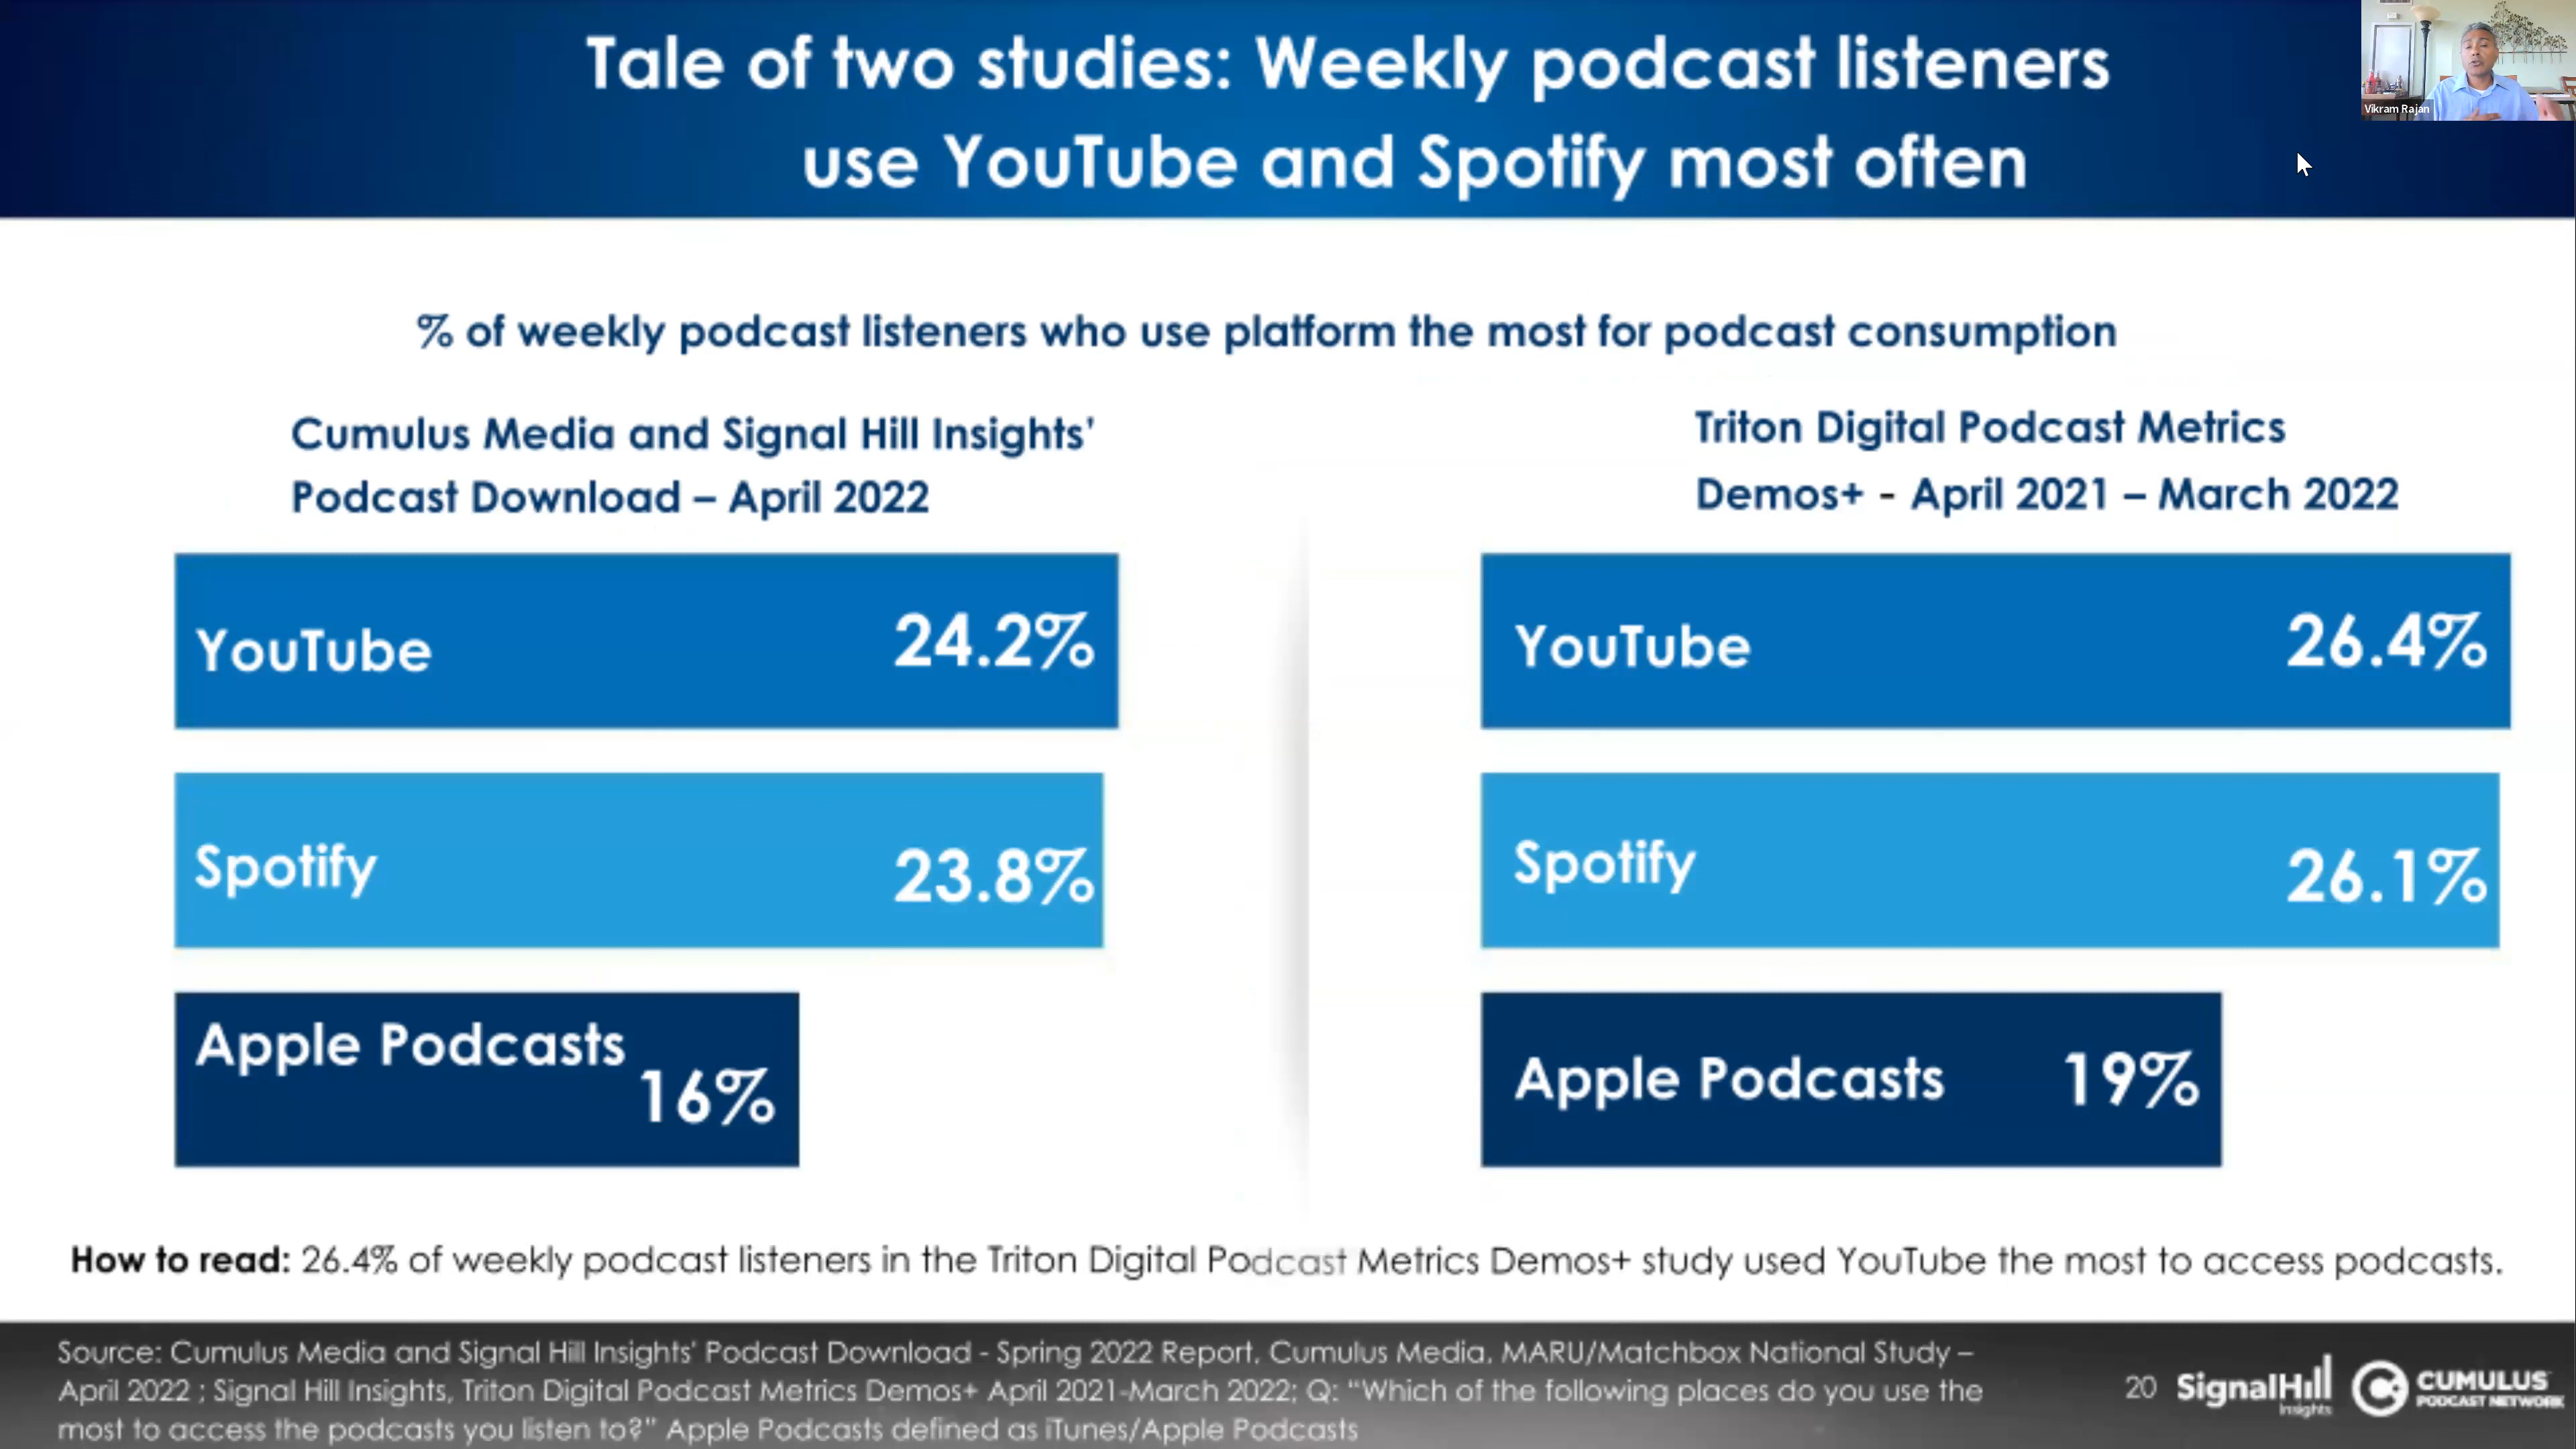 Tale of two studies: Weekly podcast listeners
use YouTube and Spotify most often
Vikram Rajan
% of weekly podcast listeners who use platform the most for podcast consumption
Cumulus Media and Signal Hill Insights'
Podcast Download – April 2022
YouTube 24.2%
Spotify 23.8%
Apple Podcasts
16%
Triton Digital Podcast Metrics
Demos+ - April 2021 – March 2022
YouTube 26.4%
Spotify 26.1%
Apple Podcasts 19%
How to read: 26.4% of weekly podcast listeners in the Triton Digital Podcast Metrics Demos+ study used YouTube the most to access podcasts.
Source: Cumulus Media and Signal Hill Insights' Podcast Download - Spring 2022 Report, Cumulus Media, MARU/Matchbox National Study –
April 2022 ; Signal Hill Insights, Triton Digital Podcast Metrics Demos+ April 2021-March 2022; Q: “Which of the following places do you use the
most to access the podcasts you listen to?” Apple Podcasts defined as iTunes/Apple Podcasts
20
SignalHill
Insights
CUMULUS
PODCAST NETWORK